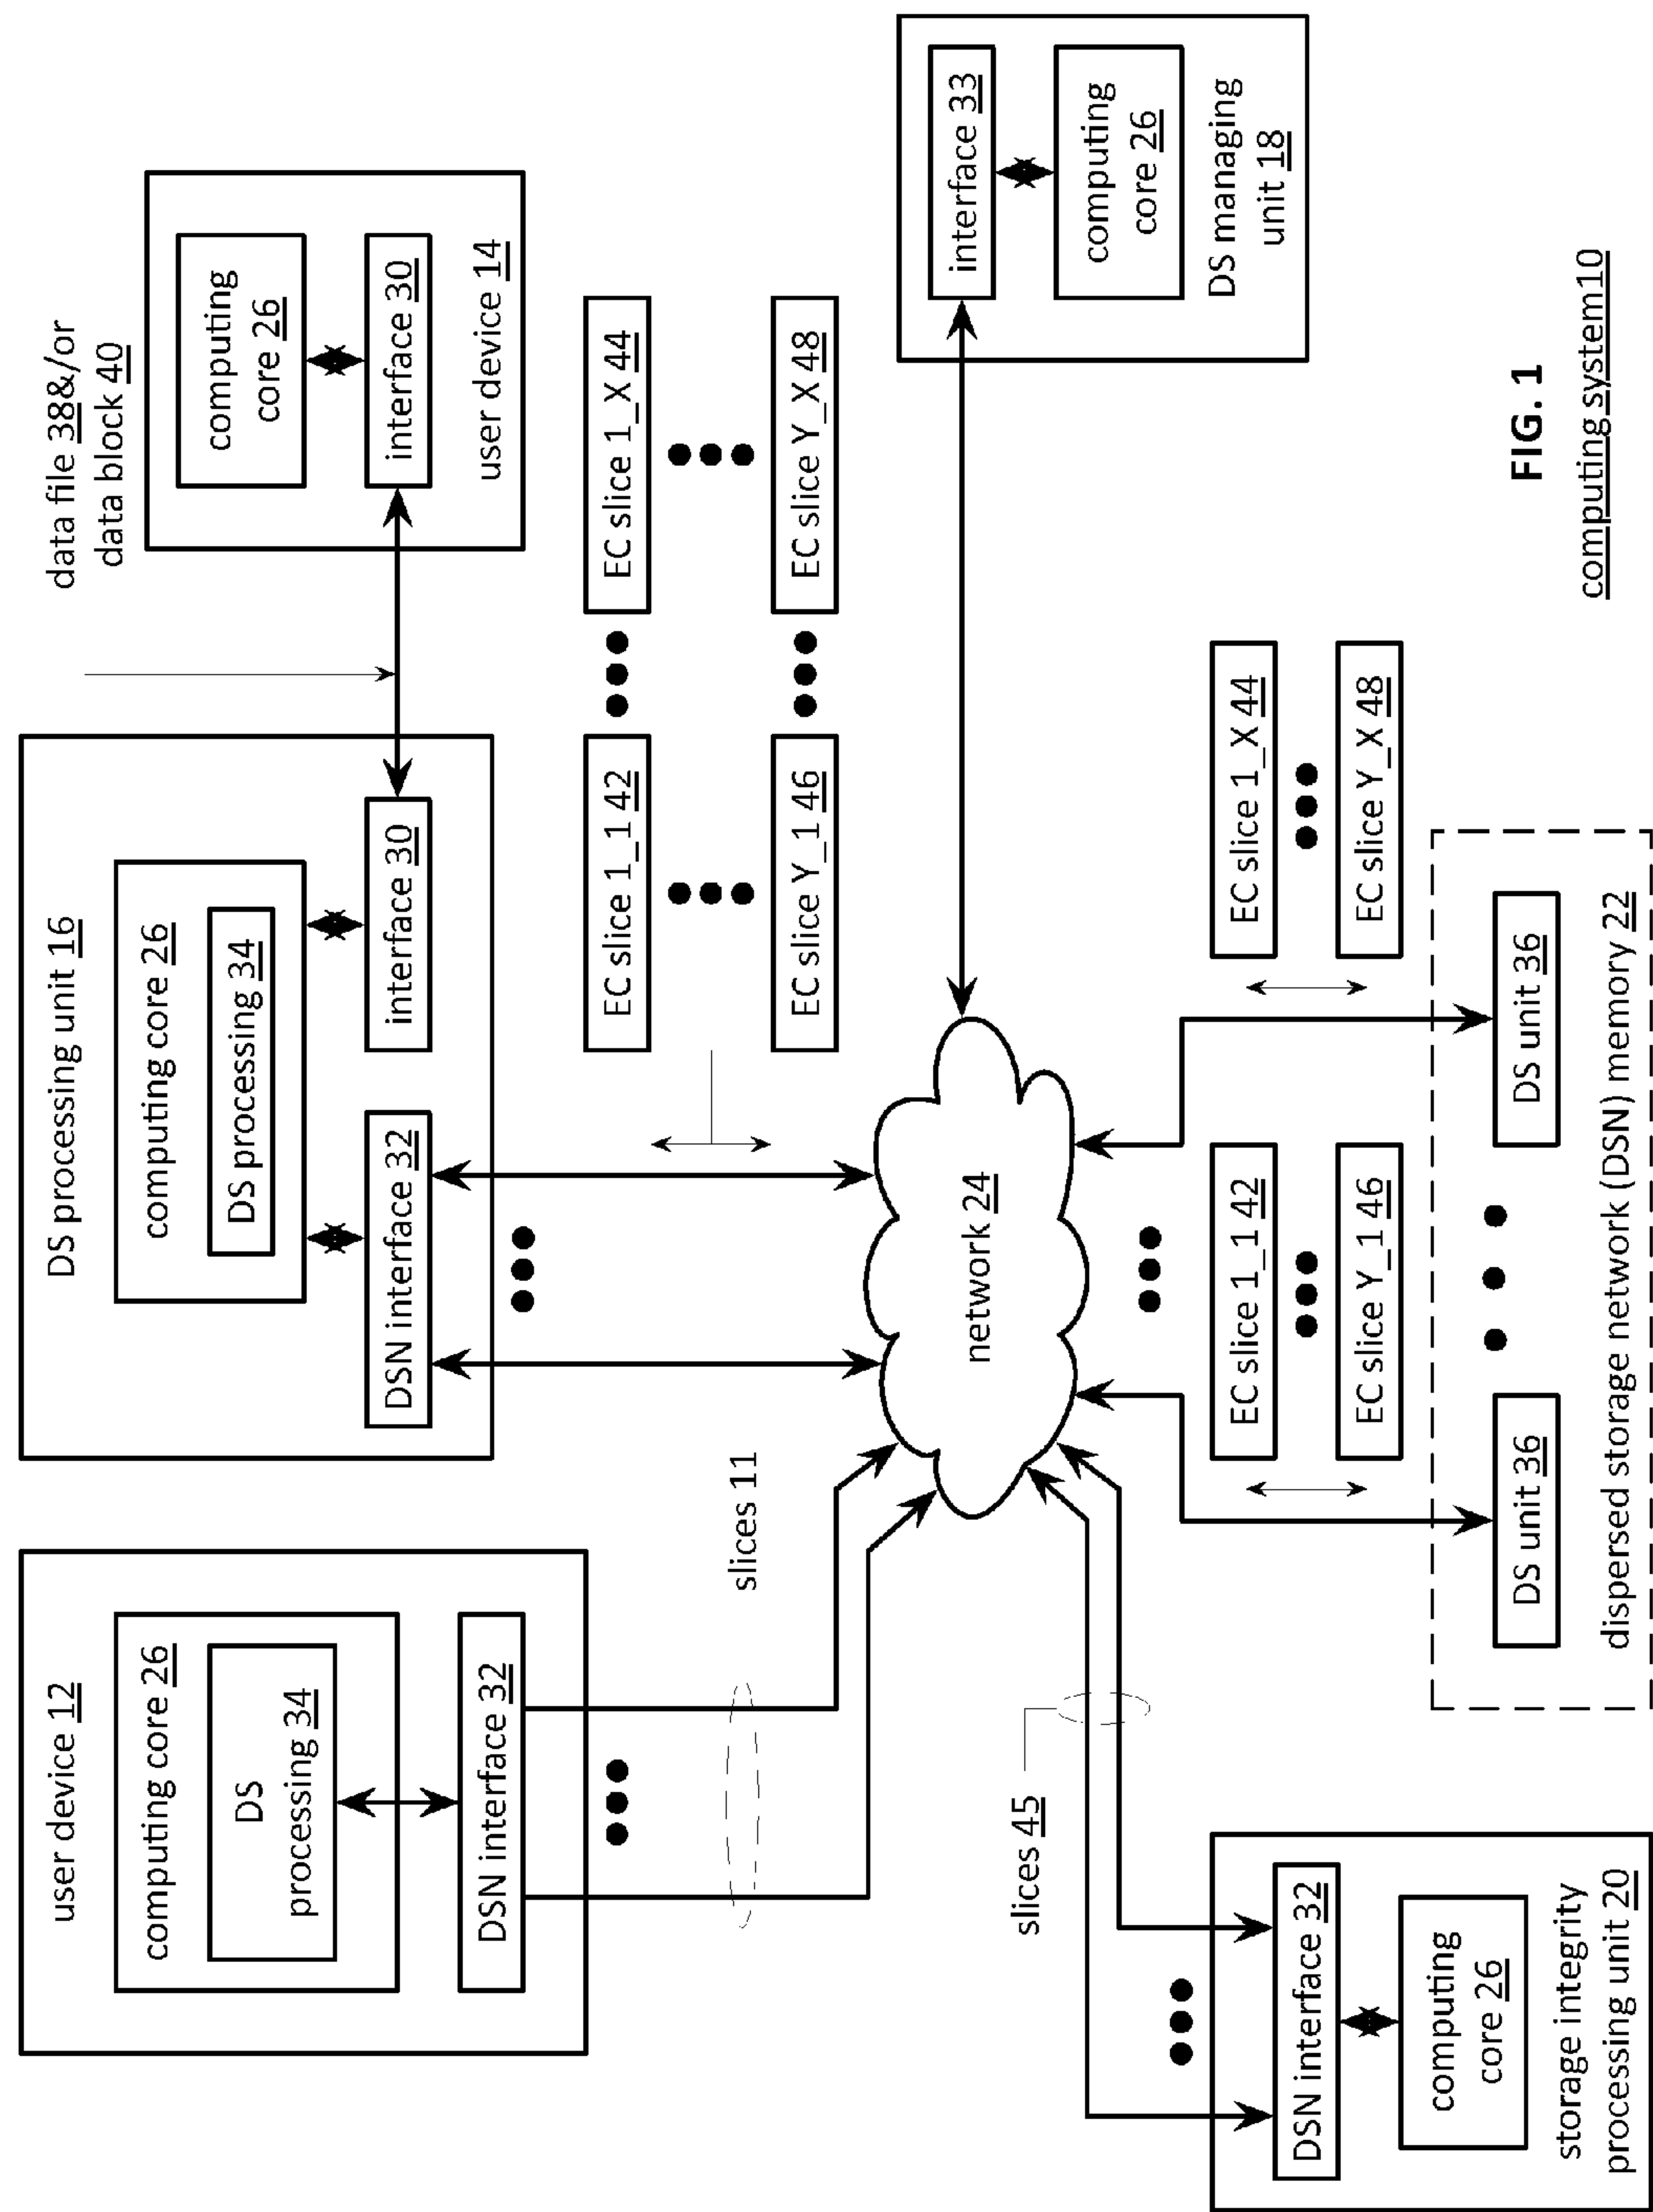 user device 12
computing core 26
DS
processing 34
DSN interface 32
slices 11
DS processing unit 16
computing core 26
DS processing 34
DSN interface 32
interface 30
data file 38&/or
data block 40
computing
core 26
interface 30
user device 14
EC slice 1_1 42
EC slice 1_X 44
EC slice Y_1 46
EC slice Y_X 48
network 24
interface 33
computing
core 26
DS managing
unit 18
slices 45
DSN interface 32
computing
core 26
storage integrity
processing unit 20
EC slice 1_1 42
EC slice Y_1 46
EC slice 1_X 44
EC slice Y_X 48
DS unit 36
DS unit 36
dispersed storage network (DSN) memory 22
FIG. 1
computing system10